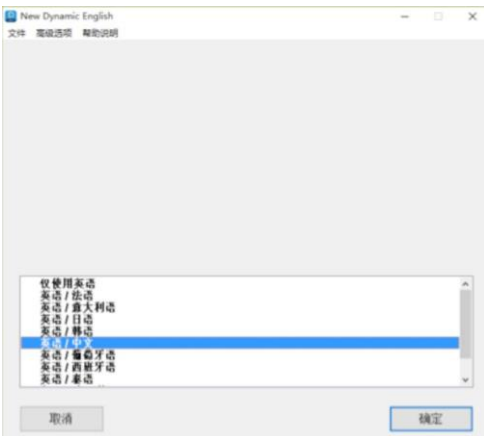 New Dynamic English
文件 高级选项 帮助说明
仅使用英语
英语 / 法语
英语 / 意大利语
英语 / 日语
英语 / 韩语
英语 / 中文
英语 / 葡萄牙语
英语 / 西班牙语
英语 / 泰语
取消 确定